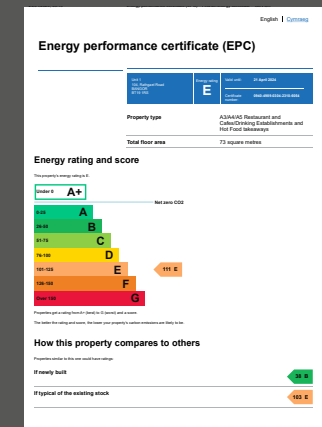 English | Cymraeg
Energy performance certificate (EPC)
Unit 1
BANGOR
Energy rating
E
Valid until: 21 April 2024
Certificate number
Property type
A3/A4/A5 Restaurant and
Cafes/Drinking Establishments and
Hot Food takeaways
Total floor area
73 square metres
Energy rating and score
This property's energy rating is E.
Under 0 A+
Net zero CO2
0-25 A
26-50 B
51-75 C
76-100 D
101-125 E
111 E
126-150 F
Over 150 G
Properties get a rating from A+ (best) to G (worst) and a score.
The better the rating and score, the lower your property's carbon emissions are likely to be.
How this property compares to others
Properties similar to this one could have ratings:
If newly built
38 B
If typical of the existing stock
103 E